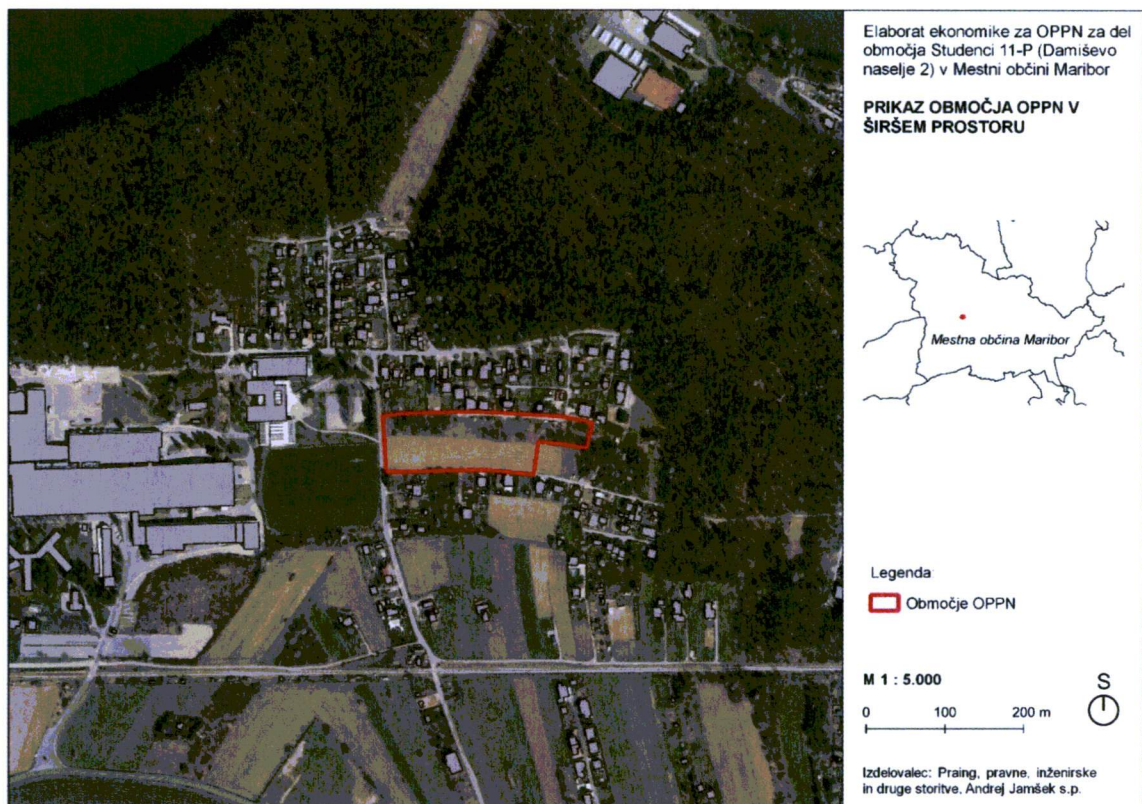 Elaborat ekonomike za OPPN za del
območja Studenci 11-P (Damiševo
naselje 2) v Mestni občini Maribor
PRIKAZ OBMOČJA OPPN V
ŠIRŠEM PROSTORU
Mestna občina Maribor
Legenda
Območje OPPN
M 1 : 5.000
S
0 100 200 m
Izdelovalec: Praing, pravne, inženirske
in druge storitve, Andrej Jamšek s.p.